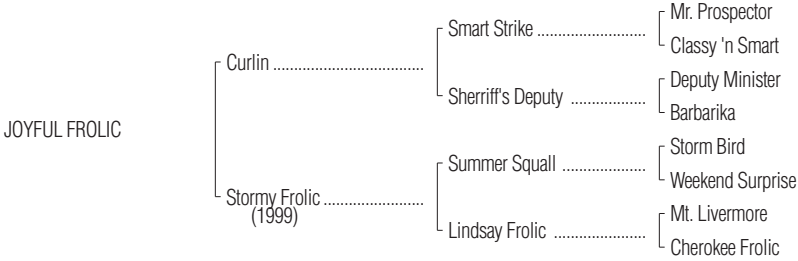 Mr. Prospector
Smart Strike ........................
Classy 'n Smart
Curlin ..................................
Deputy Minister
Sherriff's Deputy .................
Barbarika
JOYFUL FROLIC
Storm Bird
Summer Squall ...................
Weekend Surprise
Stormy Frolic .......................
(1999)
Mt. Livermore
Lindsay Frolic .....................
Cherokee Frolic